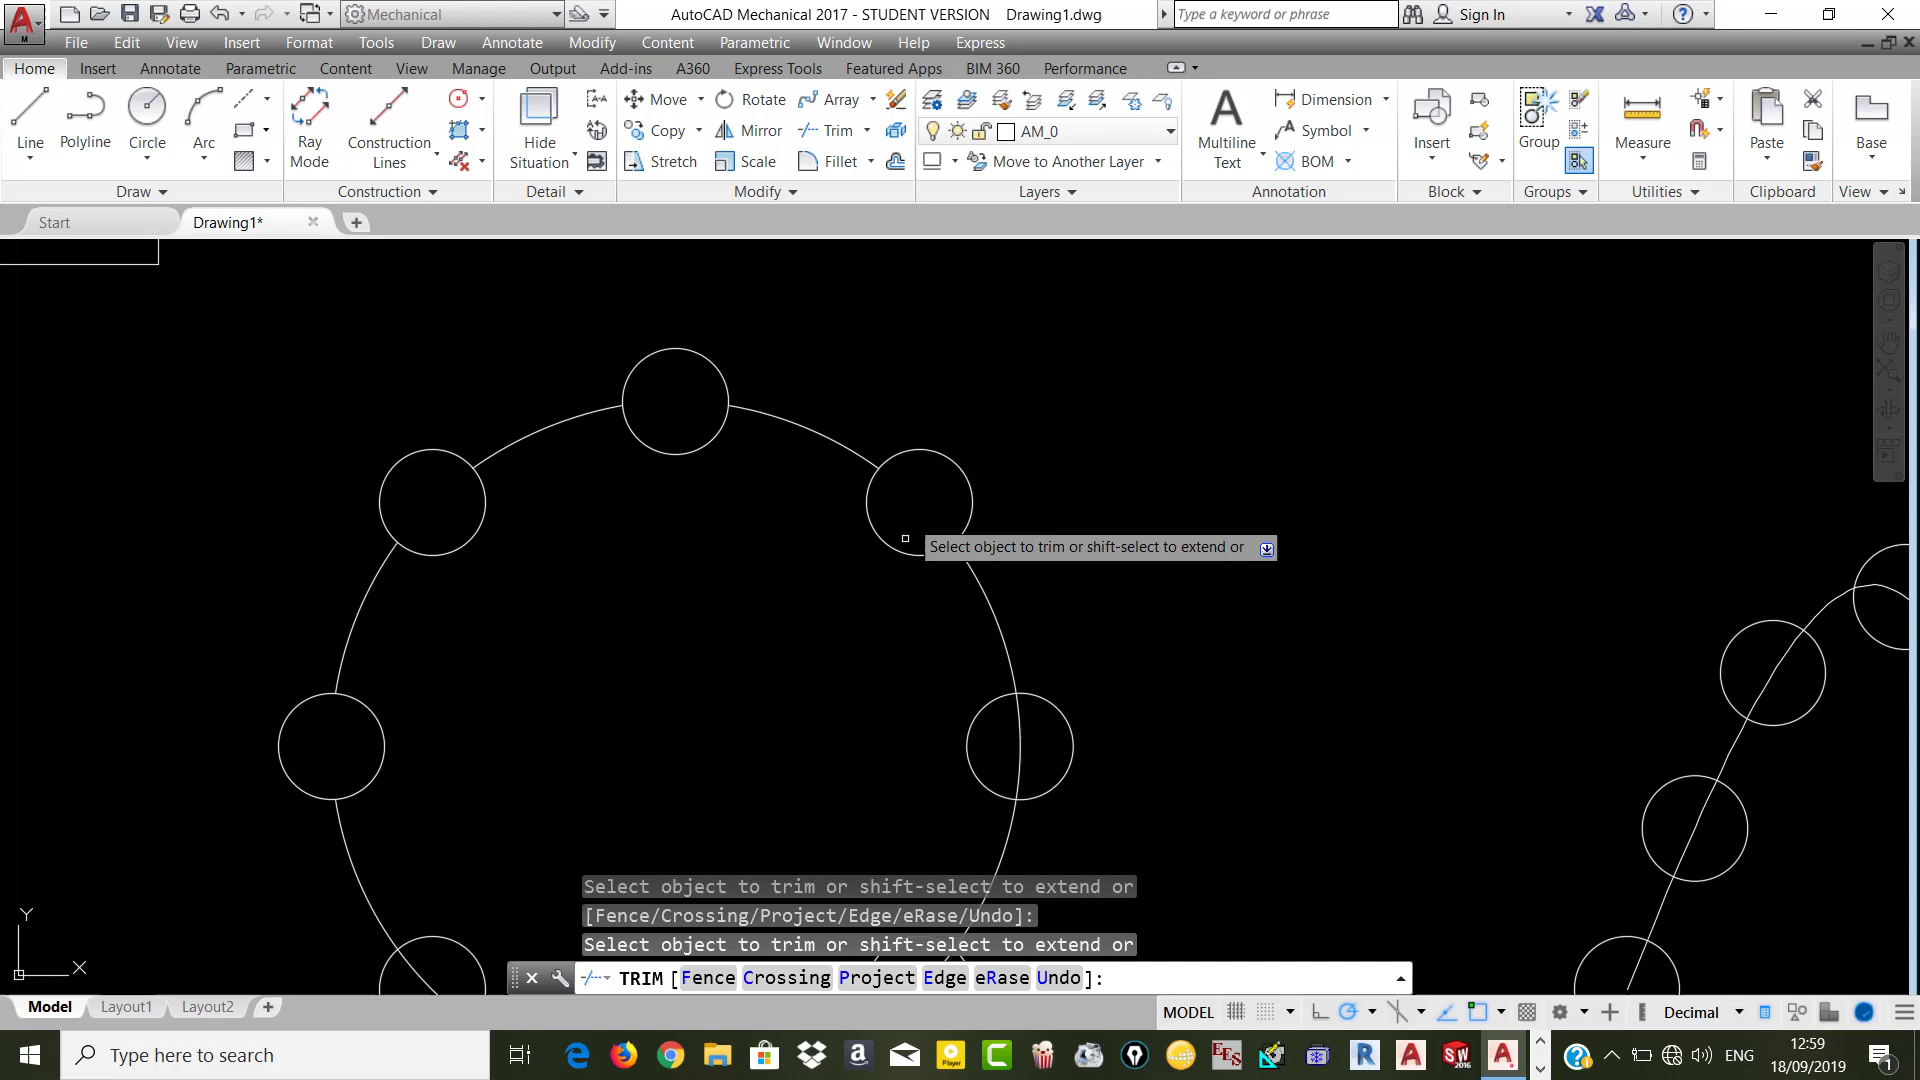 Mechanical
AutoCAD Mechanical 2017 - STUDENT VERSION Drawing1.dwg
Type a keyword or phrase
Sign In
File Edit View Insert Format Tools Draw Annotate Modify Content Parametric Window Help Express
Home Insert Annotate Parametric Content View Manage Output Add-ins A360 Express Tools Featured Apps BIM 360 Performance
Line
Polyline
Circle
Arc
Ray
Mode
Construction
Lines
Hide
Situation
Move
Rotate
Array
Copy
Mirror
Trim
Stretch
Scale
Fillet
AM_0
Move to Another Layer
Multiline
Text
Dimension
Symbol
BOM
Insert
Group
Measure
Paste
Base
Draw
Construction
Detail
Modify
Layers
Annotation
Block
Groups
Utilities
Clipboard
View
Start
Drawing1*
Select object to trim or shift-select to extend or
Select object to trim or shift-select to extend or
[Fence/Crossing/Project/Edge/eRase/Undo]:
Select object to trim or shift-select to extend or
TRIM [Fence Crossing Project Edge eRase Undo]:
Y
X
Model Layout1 Layout2
MODEL
Decimal
Type here to search
ENG
12:59
18/09/2019